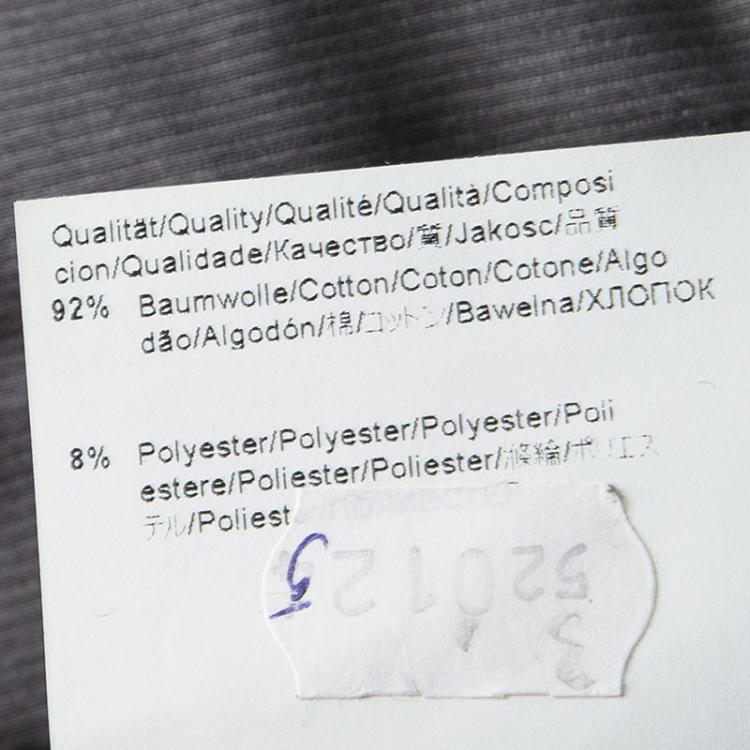 Qualität/Quality/Qualité/Qualità/Composi
cion/Qualidade/Качество/質/Jakosc/品質
92% Baumwolle/Cotton/Coton/Cotone/Algo
dão/Algodón/棉/コットン/Bawelna/ХЛОПОК
8% Polyester/Polyester/Polyester/Poli
estere/Poliester/Poliester/滌綸/ポリエス
テル/Poliest